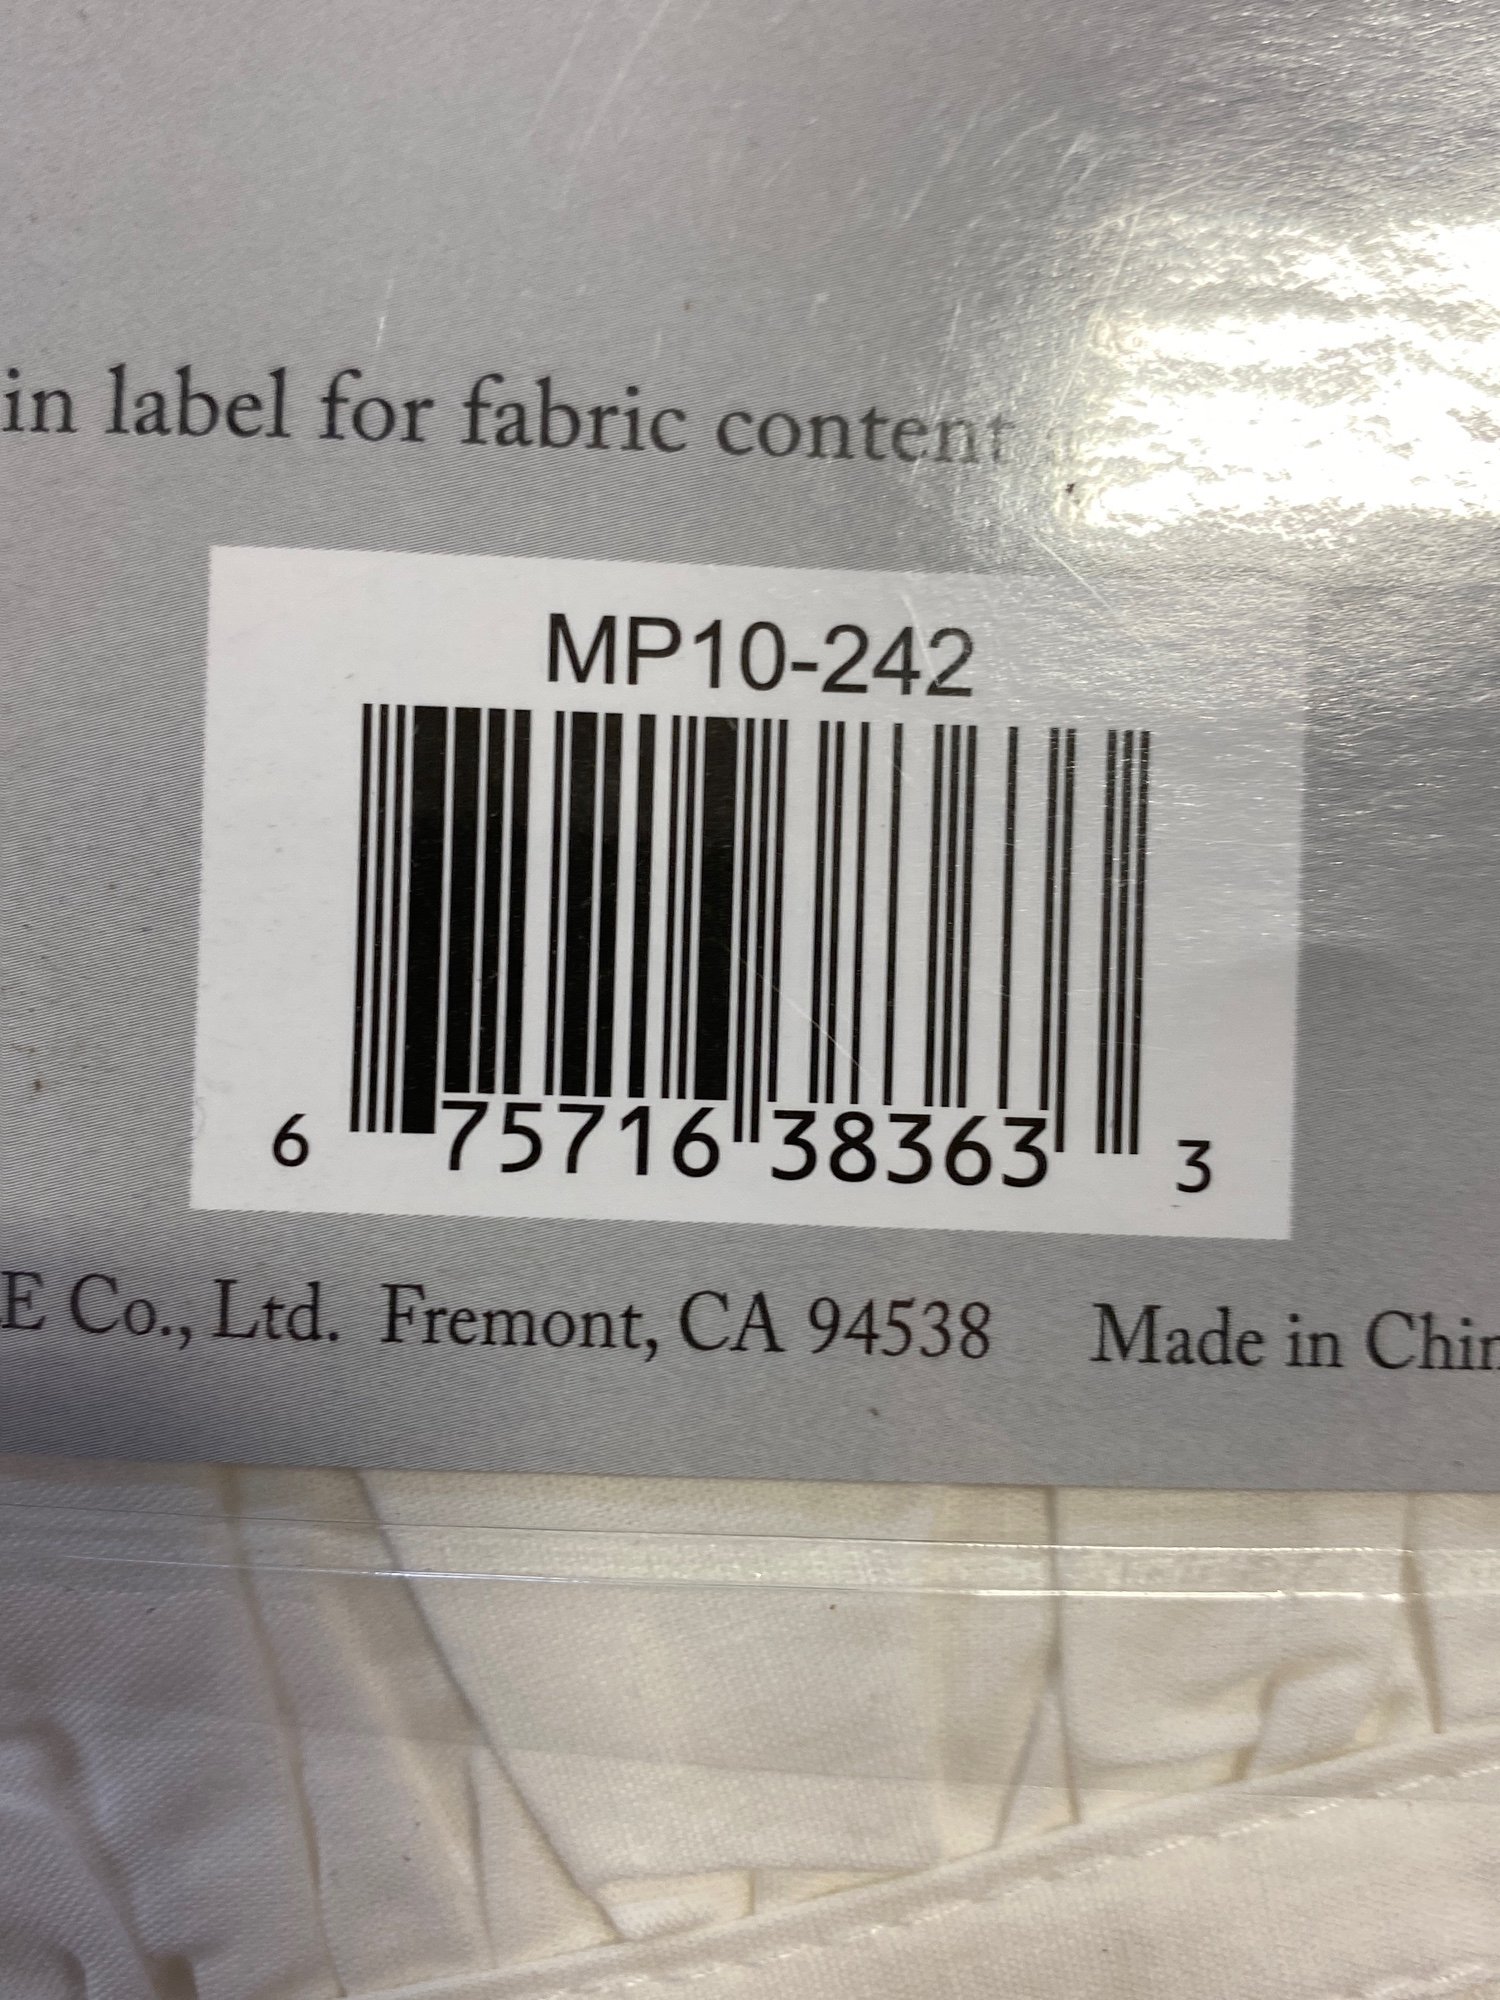 in label for fabric content
MP10-242
6 75716 38363 3
E Co., Ltd. Fremont, CA 94538 Made in Chin